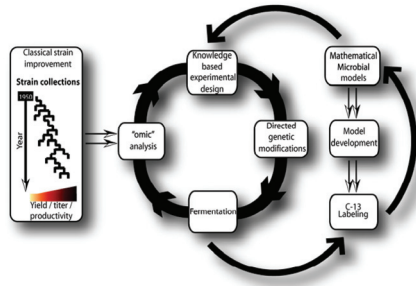 Classical strain
improvement
Strain collections
1950
Year
Yield / titer /
productivity
"omic"
analysis
Knowledge
based
experimental
design
Directed
genetic
modifications
Fermentation
Mathematical
Microbial
models
Model
development
C-13
Labeling